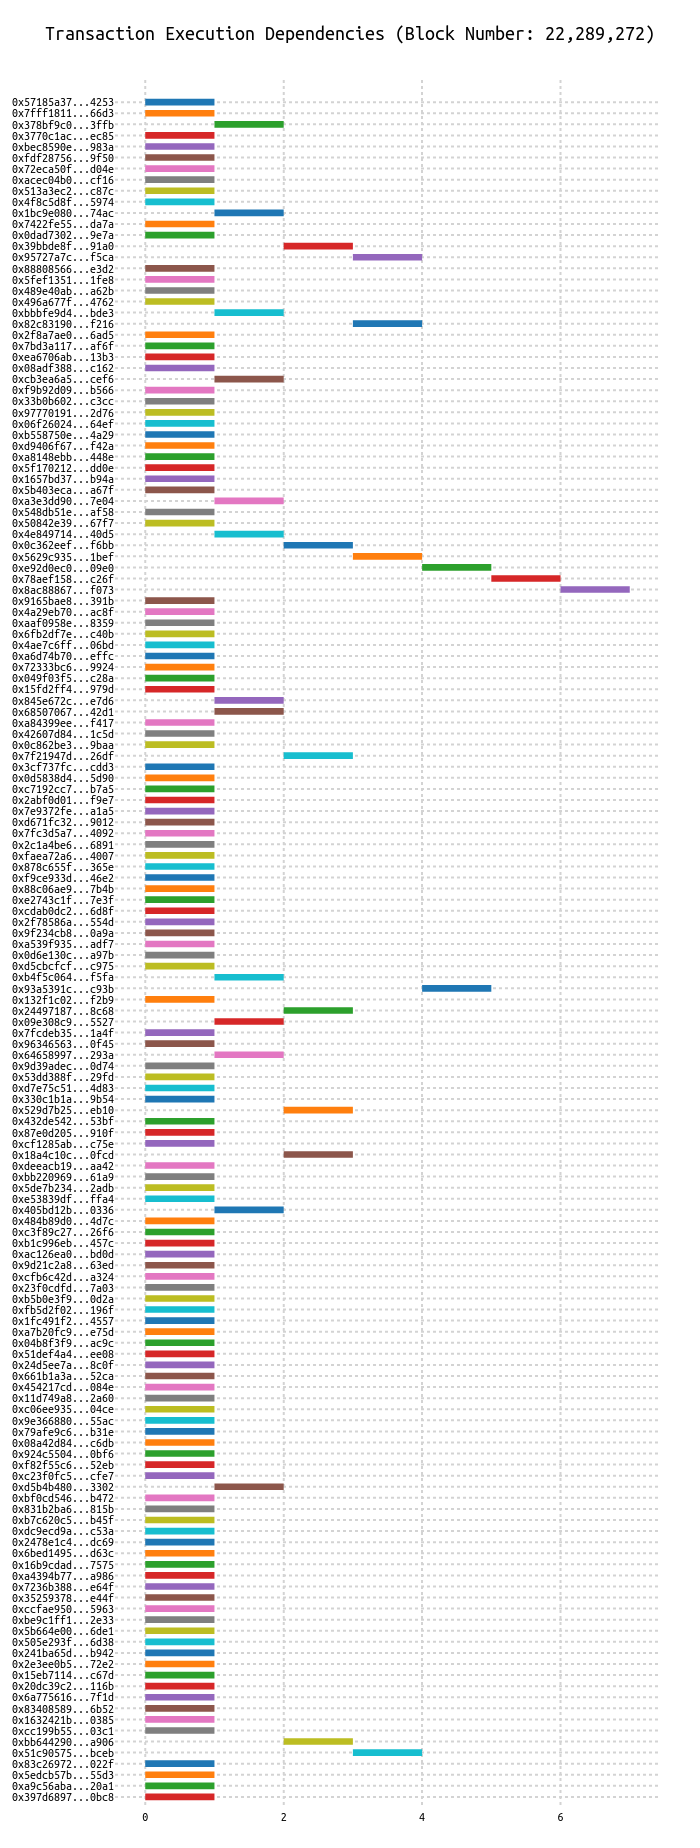 Transaction Execution Dependencies (Block Number: 22,289,272)
0x57185a37...4253
0x7fff1811...66d3
0x378bf9c0...3ffb
0x3770c1ac...ec85
0xbec8590e...983a
0xfdf28756...9f50
0x72eca50f...d04e
0xacec04b0...cf16
0x513a3ec2...c87c
0x4f8c5d8f...5974
0x1bc9e080...74ac
0x7422fe55...da7a
0x0dad7302...9e7a
0x39bbde8f...91a0
0x95727a7c...f5ca
0x88808566...e3d2
0x5fef1351...1fe8
0x489e40ab...a62b
0x496a677f...4762
0xbbbfe9d4...bde3
0x82c83190...f216
0x2f8a7ae0...6ad5
0x7bd3a117...af6f
0xea6706ab...13b3
0x08adf388...c162
0xcb3ea6a5...cef6
0xf9b92d09...b566
0x33b0b602...c3cc
0x97770191...2d76
0x06f26024...64ef
0xb558750e...4a29
0xd9406f67...f42a
0xa8148ebb...448e
0x5f170212...dd0e
0x1657bd37...b94a
0x5b403eca...a67f
0xa3e3dd90...7e04
0x548db51e...af58
0x50842e39...67f7
0x4e849714...40d5
0x0c362eef...f6bb
0x5629c935...1bef
0xe92d0ec0...09e0
0x78aef158...c26f
0x8ac88867...f073
0x9165bae8...391b
0x4a29eb70...ac8f
0xaaf0958e...8359
0x6fb2df7e...c40b
0x4ae7c6ff...06bd
0xa6d74b70...effc
0x72333bc6...9924
0x049f03f5...c28a
0x15fd2ff4...979d
0x845e672c...e7d6
0x68507067...42d1
0xa84399ee...f417
0x42607d84...1c5d
0x0c862be3...9baa
0x7f21947d...26df
0x3cf737fc...cdd3
0x0d5838d4...5d90
0xc7192cc7...b7a5
0x2abf0d01...f9e7
0x7e9372fe...a1a5
0xd671fc32...9012
0x7fc3d5a7...4092
0x2c1a4be6...6891
0xfaea72a6...4007
0x878c655f...365e
0xf9ce933d...46e2
0x88c06ae9...7b4b
0xe2743c1f...7e3f
0xcdab0dc2...6d8f
0x2f78586a...554d
0x9f234cb8...0a9a
0xa539f935...adf7
0x0d6e130c...a97b
0xd5cbcfcf...c975
0xb4f5c064...f5fa
0x93a5391c...c93b
0x132f1c02...f2b9
0x24497187...8c68
0x09e308c9...5527
0x7fcdeb35...1a4f
0x96346563...0f45
0x64658997...293a
0x9d39adec...0d74
0x53dd388f...29fd
0xd7e75c51...4d83
0x330c1b1a...9b54
0x529d7b25...eb10
0x432de542...53bf
0x87e0d205...910f
0xcf1285ab...c75e
0x18a4c10c...0fcd
0xdeeacb19...aa42
0xbb220969...61a9
0x5de7b234...2adb
0xe53839df...ffa4
0x405bd12b...0336
0x484b89d0...4d7c
0xc3f89c27...26f6
0xb1c996eb...457c
0xac126ea0...bd0d
0x9d21c2a8...63ed
0xcfb6c42d...a324
0x23f0cdfd...7a03
0xb5b0e3f9...0d2a
0xfb5d2f02...196f
0x1fc491f2...4557
0xa7b20fc9...e75d
0x04b8f3f9...ac9c
0x51def4a4...ee08
0x24d5ee7a...8c0f
0x661b1a3a...52ca
0x454217cd...084e
0x11d749a8...2a60
0xc06ee935...04ce
0x9e366880...55ac
0x79afe9c6...b31e
0x08a42d84...c6db
0x924c5504...0bf6
0xf82f55c6...52eb
0xc23f0fc5...cfe7
0xd5b4b480...3302
0xbf0cd546...b472
0x831b2ba6...815b
0xb7c620c5...b45f
0xdc9ecd9a...c53a
0x2478e1c4...dc69
0x6bed1495...d63c
0x16b9cdad...7575
0xa4394b77...a986
0x7236b388...e64f
0x35259378...e44f
0xccfae950...5963
0xbe9c1ff1...2e33
0x5b664e00...6de1
0x505e293f...6d38
0x241ba65d...b942
0x2e3ee0b5...72e2
0x15eb7114...c67d
0x20dc39c2...116b
0x6a775616...7f1d
0x83408589...6b52
0x1632421b...0385
0xcc199b55...03c1
0xbb644290...a906
0x51c90575...bceb
0x83c26972...022f
0x5edcb57b...55d3
0xa9c56aba...20a1
0x397d6897...0bc8
0 2 4 6